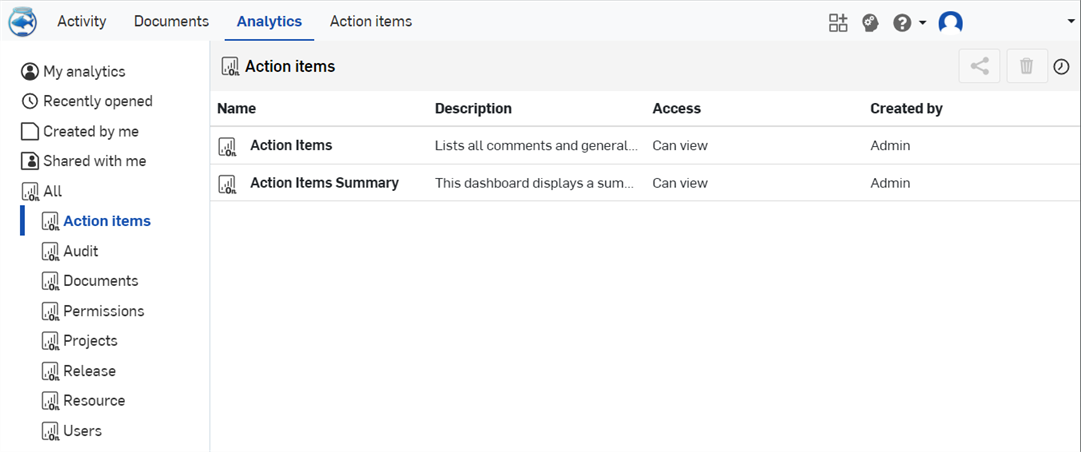 Activity Documents Analytics Action items
My analytics
Recently opened
Created by me
Shared with me
All
Action items
Audit
Documents
Permissions
Projects
Release
Resource
Users
Action items
Name Description Access Created by
Action Items Lists all comments and general... Can view Admin
Action Items Summary This dashboard displays a sum... Can view Admin